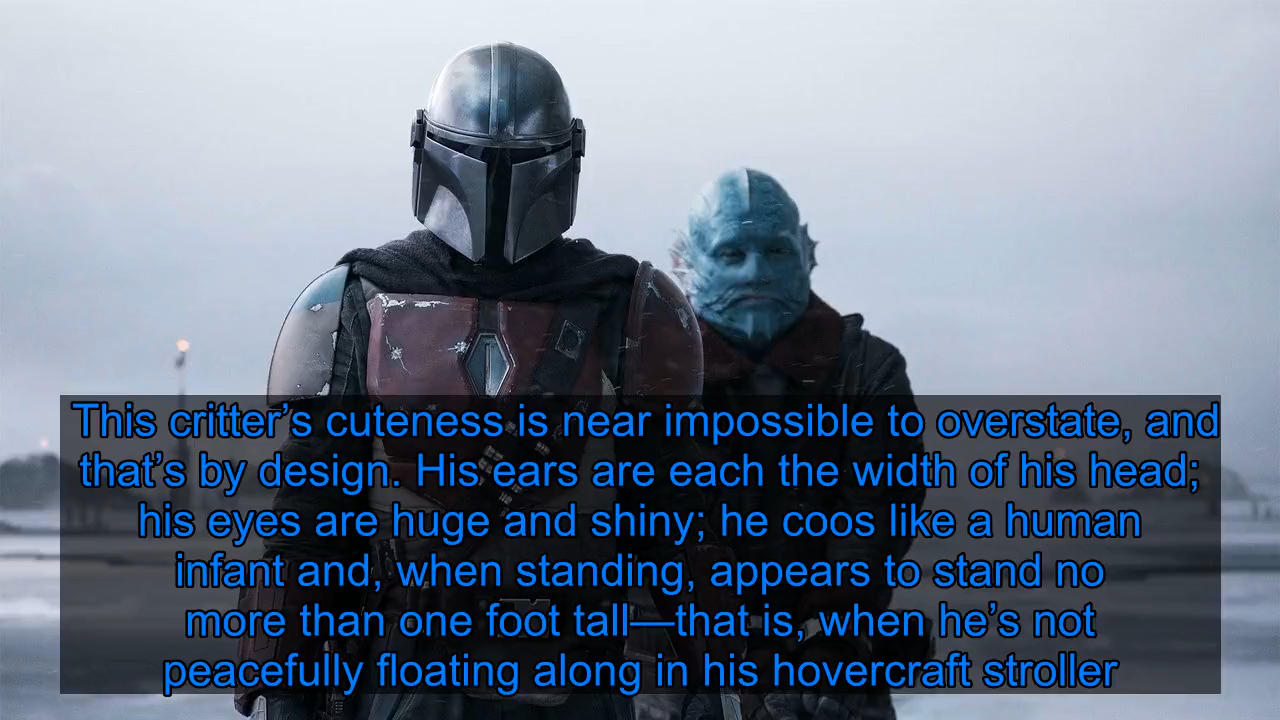 This critter’s cuteness is near impossible to overstate, and
that’s by design. His ears are each the width of his head;
his eyes are huge and shiny; he coos like a human
infant and, when standing, appears to stand no
more than one foot tall—that is, when he’s not
peacefully floating along in his hovercraft stroller